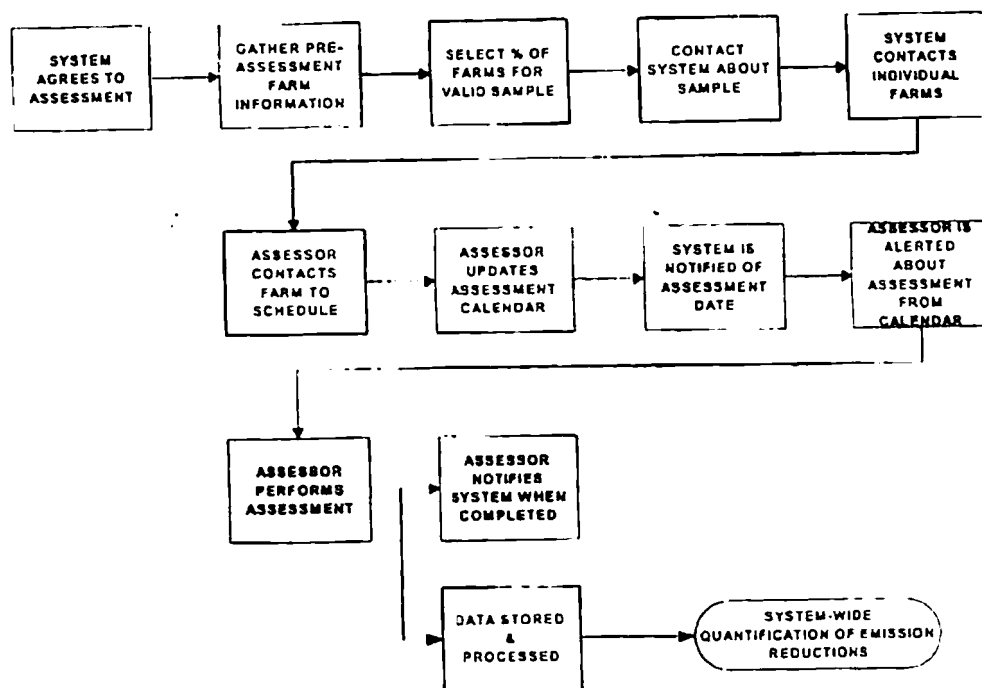 SYSTEM
AGREES TO
ASSESSMENT
GATHER PRE-
ASSESSMENT
FARM
INFORMATION
SELECT % OF
FARMS FOR
VALID SAMPLE
CONTACT
SYSTEM ABOUT
SAMPLE
SYSTEM
CONTACTS
INDIVIDUAL
FARMS
ASSESSOR
CONTACTS
FARM TO
SCHEDULE
ASSESSOR
UPDATES
ASSESSMENT
CALENDAR
SYSTEM IS
NOTIFIED OF
ASSESSMENT
DATE
ASSESSOR IS
ALERTED
ABOUT
ASSESSMENT
FROM
CALENDAR
ASSESSOR
PERFORMS
ASSESSMENT
ASSESSOR
NOTIFIES
SYSTEM WHEN
COMPLETED
DATA STORED
&
PROCESSED
SYSTEM-WIDE
QUANTIFICATION OF EMISSION
REDUCTIONS